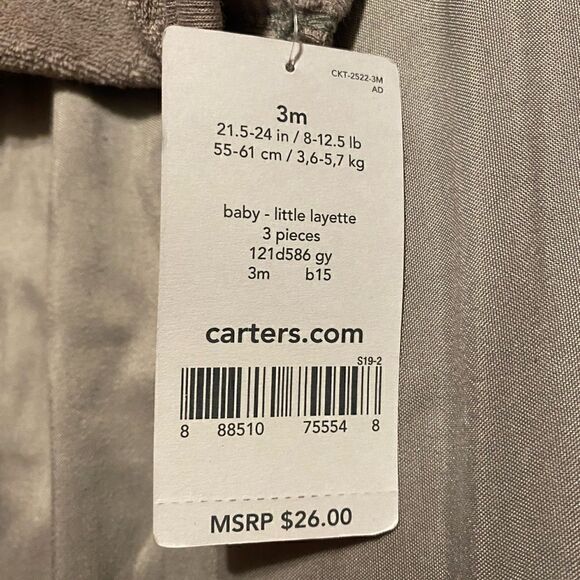 CKT-2522-3M
AD
3m
21.5-24 in / 8-12.5 lb
55-61 cm / 3,6-5,7 kg
baby - little layette
3 pieces
121d586 gy
3m b15
carters.com
S19-2
8 88510 75554 8
MSRP $26.00